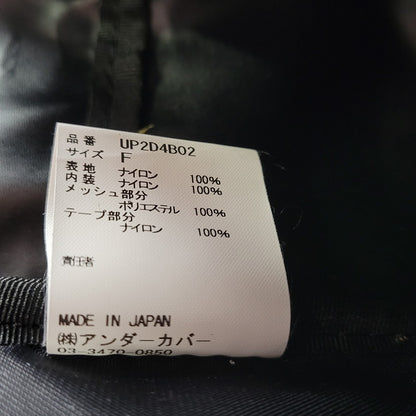 品番 UP2D4B02
サイズ F
表地 ナイロン 100%
内装 ナイロン 100%
メッシュ部分
ポリエステル 100%
テープ部分
ナイロン 100%
責任者
MADE IN JAPAN
㈱アンダーカバー
03-3470-0850